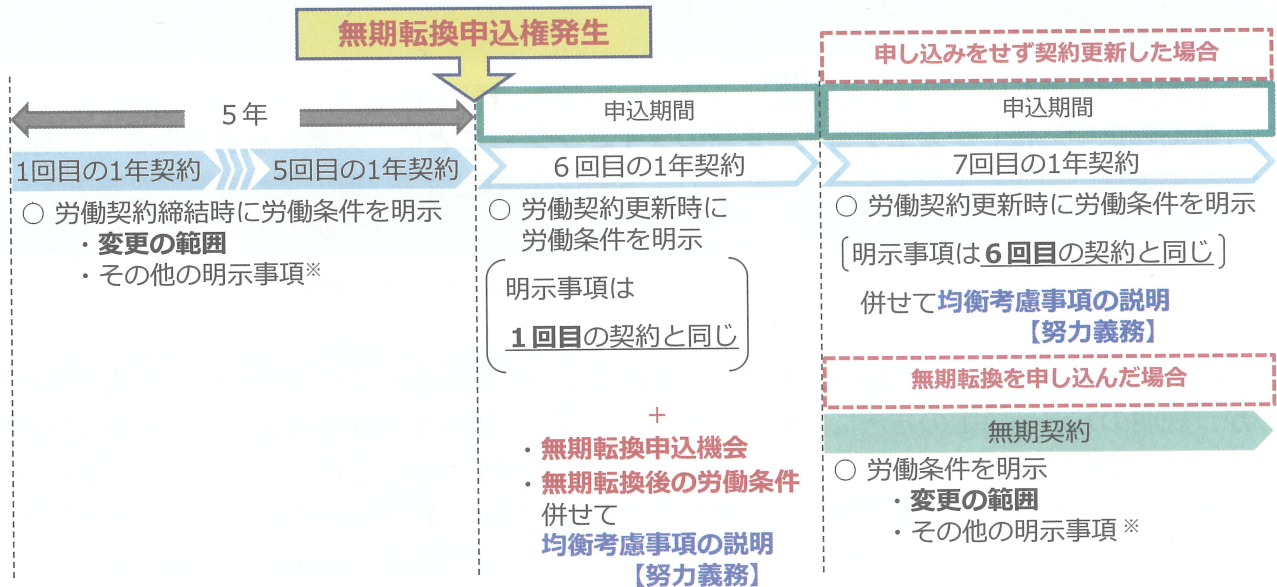 無期転換申込権発生
5年
1回目の1年契約
5回目の1年契約
○ 労働契約締結時に労働条件を明示
・変更の範囲
・その他の明示事項※
申込期間
6回目の1年契約
○ 労働契約更新時に
労働条件を明示
明示事項は
1回目の契約と同じ
+
・無期転換申込機会
・無期転換後の労働条件
併せて
均衡考慮事項の説明
【努力義務】
申し込みをせず契約更新した場合
申込期間
7回目の1年契約
○ 労働契約更新時に労働条件を明示
〔明示事項は6回目の契約と同じ〕
併せて均衡考慮事項の説明
【努力義務】
無期転換を申し込んだ場合
無期契約
○ 労働条件を明示
・変更の範囲
・その他の明示事項※